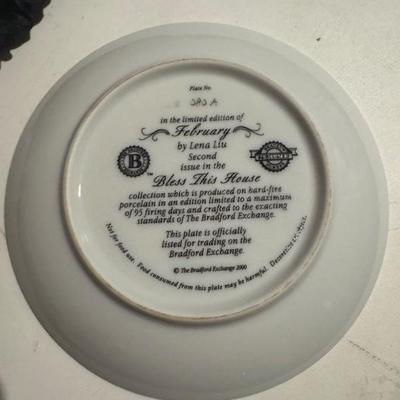 Plate No.
in the limited edition of
February
by Lena Liu
Second
issue in the
Bless This House
collection which is produced on hard-fire
porcelain in an edition limited to a maximum
of 95 firing days and crafted to the exacting
standards of The Bradford Exchange.
This plate is officially
listed for trading on the
Bradford Exchange.
© The Bradford Exchange 2000
Not for food use. Food consumed from this plate may be harmful. Decorative
B
TM